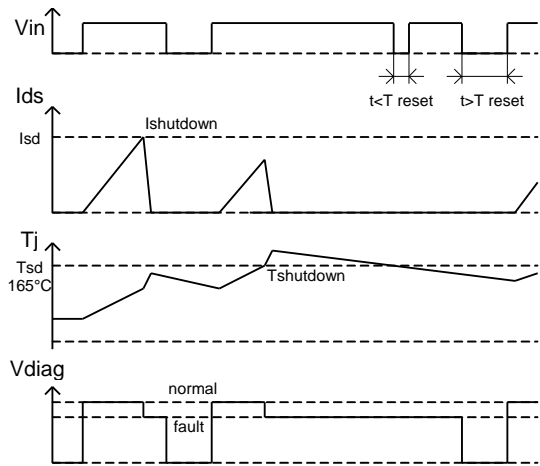 Vin
t<T reset
t>T reset
Ids
Isd
Ishutdown
Tj
Tsd
165°C
Tshutdown
Vdiag
normal
fault